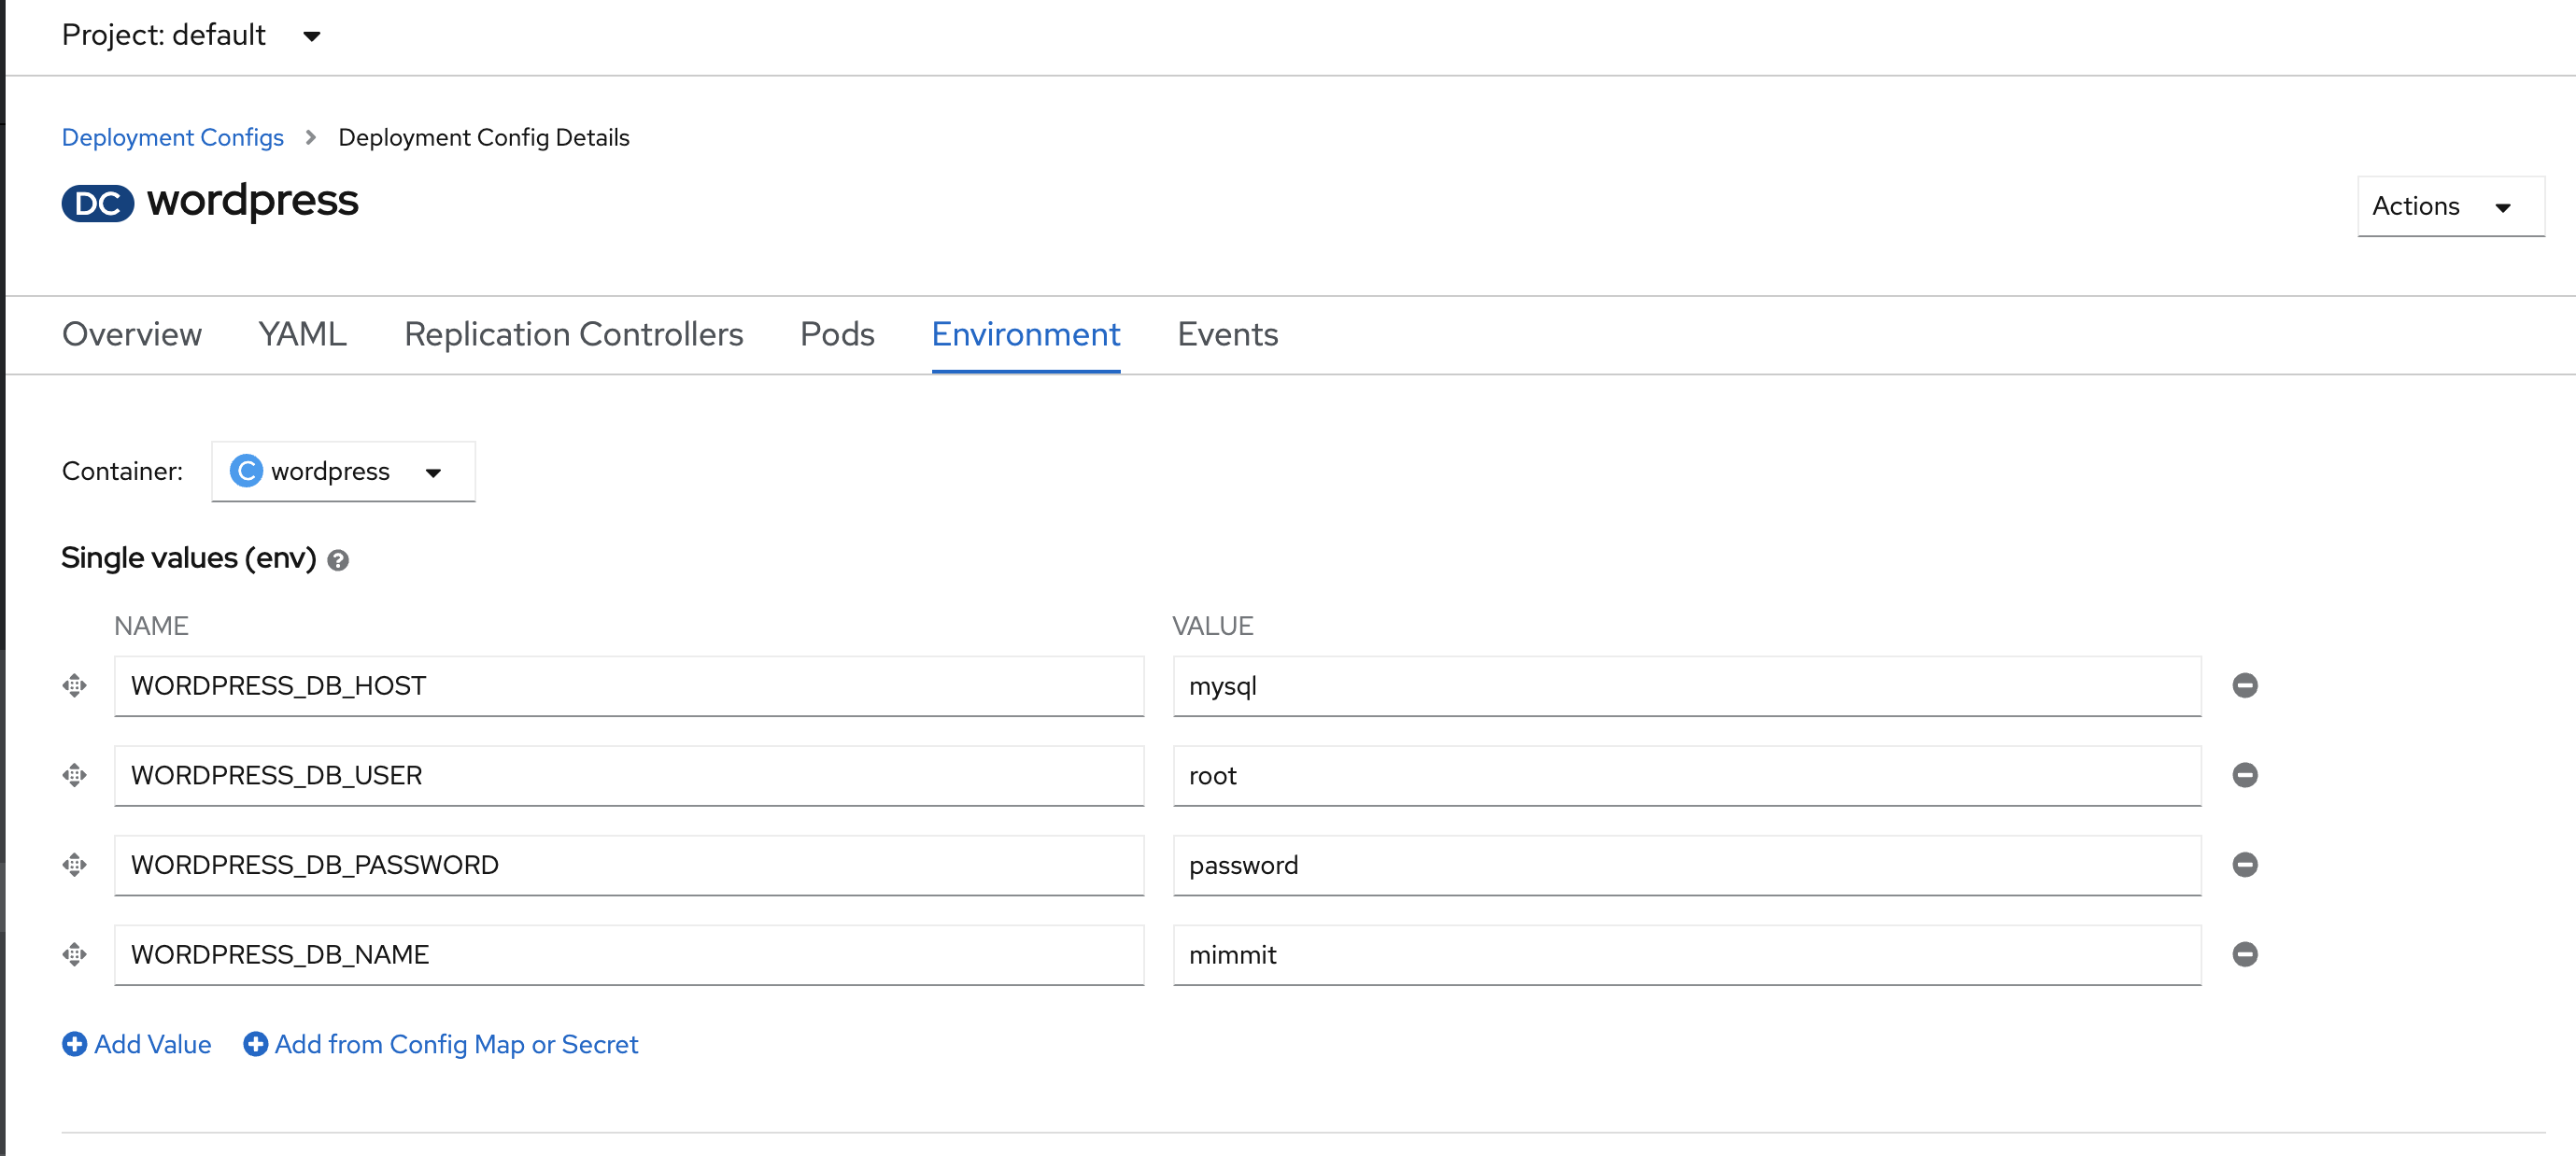 Project: default
Deployment Configs > Deployment Config Details
DC wordpress
Actions
Overview YAML Replication Controllers Pods Environment Events
Container: C wordpress
Single values (env) ?
NAME VALUE
WORDPRESS_DB_HOST mysql
WORDPRESS_DB_USER root
WORDPRESS_DB_PASSWORD password
WORDPRESS_DB_NAME mimmit
Add Value Add from Config Map or Secret